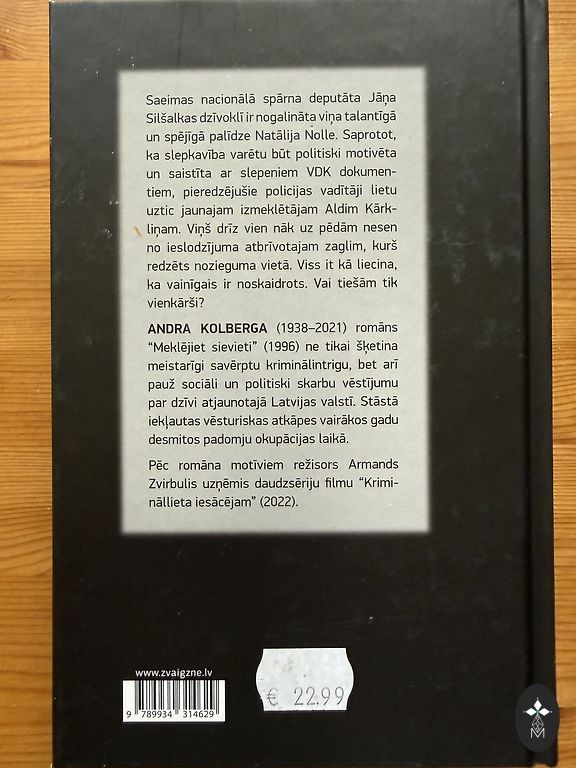 Saeimas nacionālā spārna deputāta Jāņa
Silšalkas dzīvoklī ir nogalināta viņa talantīgā
un spējīgā palīdze Natālija Nolle. Saprotot,
ka slepkavība varētu būt politiski motivēta
un saistīta ar slepeniem VDK dokumen-
tiem, pieredzējušie policijas vadītāji lietu
uztic jaunajam izmeklētājam Aldim Kārk-
liņam. Viņš drīz vien nāk uz pēdām nesen
no ieslodzījuma atbrīvotajam zaglim, kurš
redzēts nozieguma vietā. Viss it kā liecina,
ka vainīgais ir noskaidrots. Vai tiešām tik
vienkārši?
ANDRA KOLBERGA (1938–2021) romāns
“Meklējiet sievieti” (1996) ne tikai šķetina
meistarīgi savērptu kriminālintrigu, bet arī
pauž sociāli un politiski skarbu vēstījumu
par dzīvi atjaunotajā Latvijas valstī. Stāstā
iekļautas vēsturiskas atkāpes vairākos gadu
desmitos padomju okupācijas laikā.
Pēc romāna motīviem režisors Armands
Zvirbulis uzņēmis daudzsēriju filmu “Krimi-
nāllieta iesācējam” (2022).
www.zvaigzne.lv
€ 22.99
9 789934 314629
M